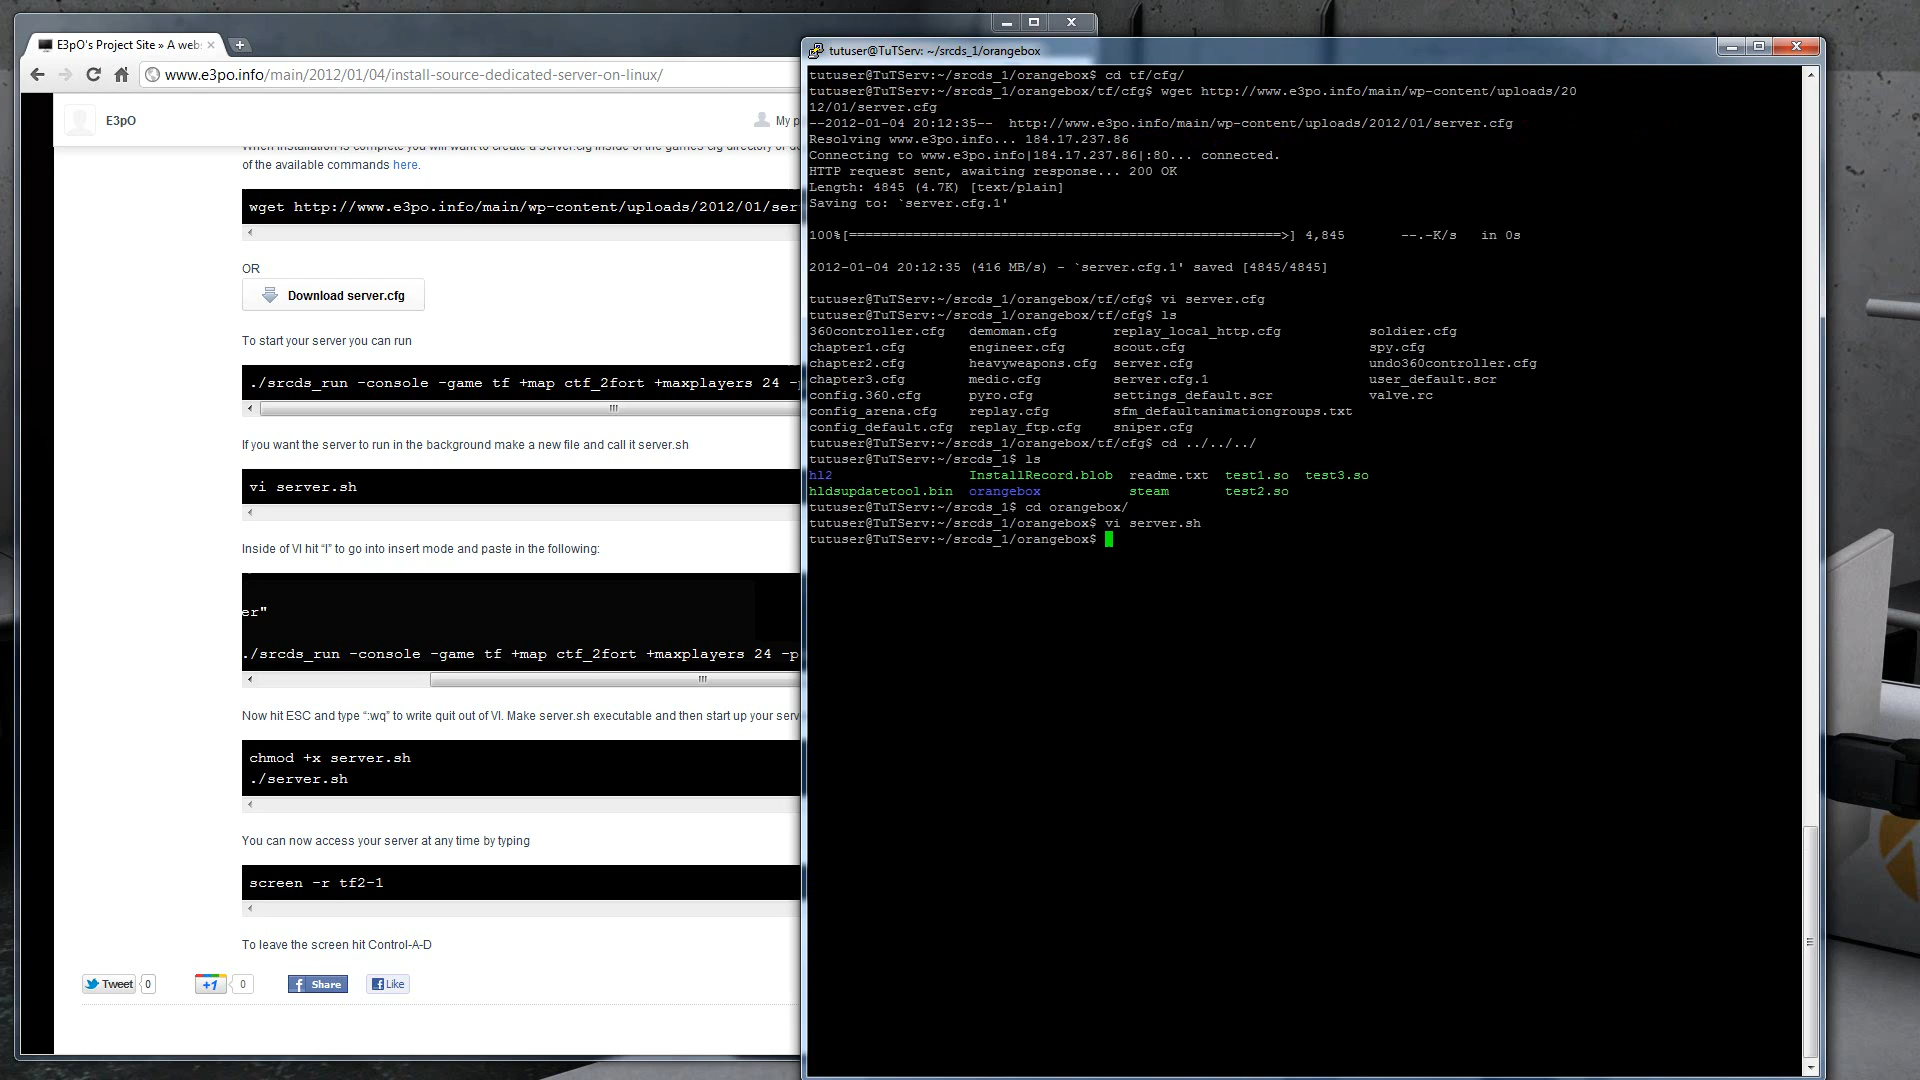 E3pO's Project Site » A web
www.e3po.info/main/2012/01/04/install-source-dedicated-server-on-linux/
E3pO
My p
of the available commands here.
wget http://www.e3po.info/main/wp-content/uploads/2012/01/ser
OR
Download server.cfg
To start your server you can run
./srcds_run -console -game tf +map ctf_2fort +maxplayers 24 -p
If you want the server to run in the background make a new file and call it server.sh
vi server.sh
Inside of VI hit “I” to go into insert mode and paste in the following:
er"
./srcds_run -console -game tf +map ctf_2fort +maxplayers 24 -p
Now hit ESC and type “:wq” to write quit out of VI. Make server.sh executable and then start up your serv
chmod +x server.sh
./server.sh
You can now access your server at any time by typing
screen -r tf2-1
To leave the screen hit Control-A-D
Tweet 0 +1 0 Share Like
tutuser@TuTServ: ~/srcds_1/orangebox
tutuser@TuTServ:~/srcds_1/orangebox$ cd tf/cfg/
tutuser@TuTServ:~/srcds_1/orangebox/tf/cfg$ wget http://www.e3po.info/main/wp-content/uploads/20
12/01/server.cfg
--2012-01-04 20:12:35--  http://www.e3po.info/main/wp-content/uploads/2012/01/server.cfg
Resolving www.e3po.info... 184.17.237.86
Connecting to www.e3po.info|184.17.237.86|:80... connected.
HTTP request sent, awaiting response... 200 OK
Length: 4845 (4.7K) [text/plain]
Saving to: `server.cfg.1'
100%[======================================================>] 4,845       --.-K/s   in 0s
2012-01-04 20:12:35 (416 MB/s) - `server.cfg.1' saved [4845/4845]
tutuser@TuTServ:~/srcds_1/orangebox/tf/cfg$ vi server.cfg
tutuser@TuTServ:~/srcds_1/orangebox/tf/cfg$ ls
360controller.cfg   demoman.cfg       replay_local_http.cfg           soldier.cfg
chapter1.cfg        engineer.cfg      scout.cfg                       spy.cfg
chapter2.cfg        heavyweapons.cfg  server.cfg                      undo360controller.cfg
chapter3.cfg        medic.cfg         server.cfg.1                    user_default.scr
config.360.cfg      pyro.cfg          settings_default.scr            valve.rc
config_arena.cfg    replay.cfg        sfm_defaultanimationgroups.txt
config_default.cfg  replay_ftp.cfg    sniper.cfg
tutuser@TuTServ:~/srcds_1/orangebox/tf/cfg$ cd ../../../
tutuser@TuTServ:~/srcds_1$ ls
hl2                 InstallRecord.blob  readme.txt  test1.so  test3.so
hldsupdatetool.bin  orangebox           steam       test2.so
tutuser@TuTServ:~/srcds_1$ cd orangebox/
tutuser@TuTServ:~/srcds_1/orangebox$ vi server.sh
tutuser@TuTServ:~/srcds_1/orangebox$